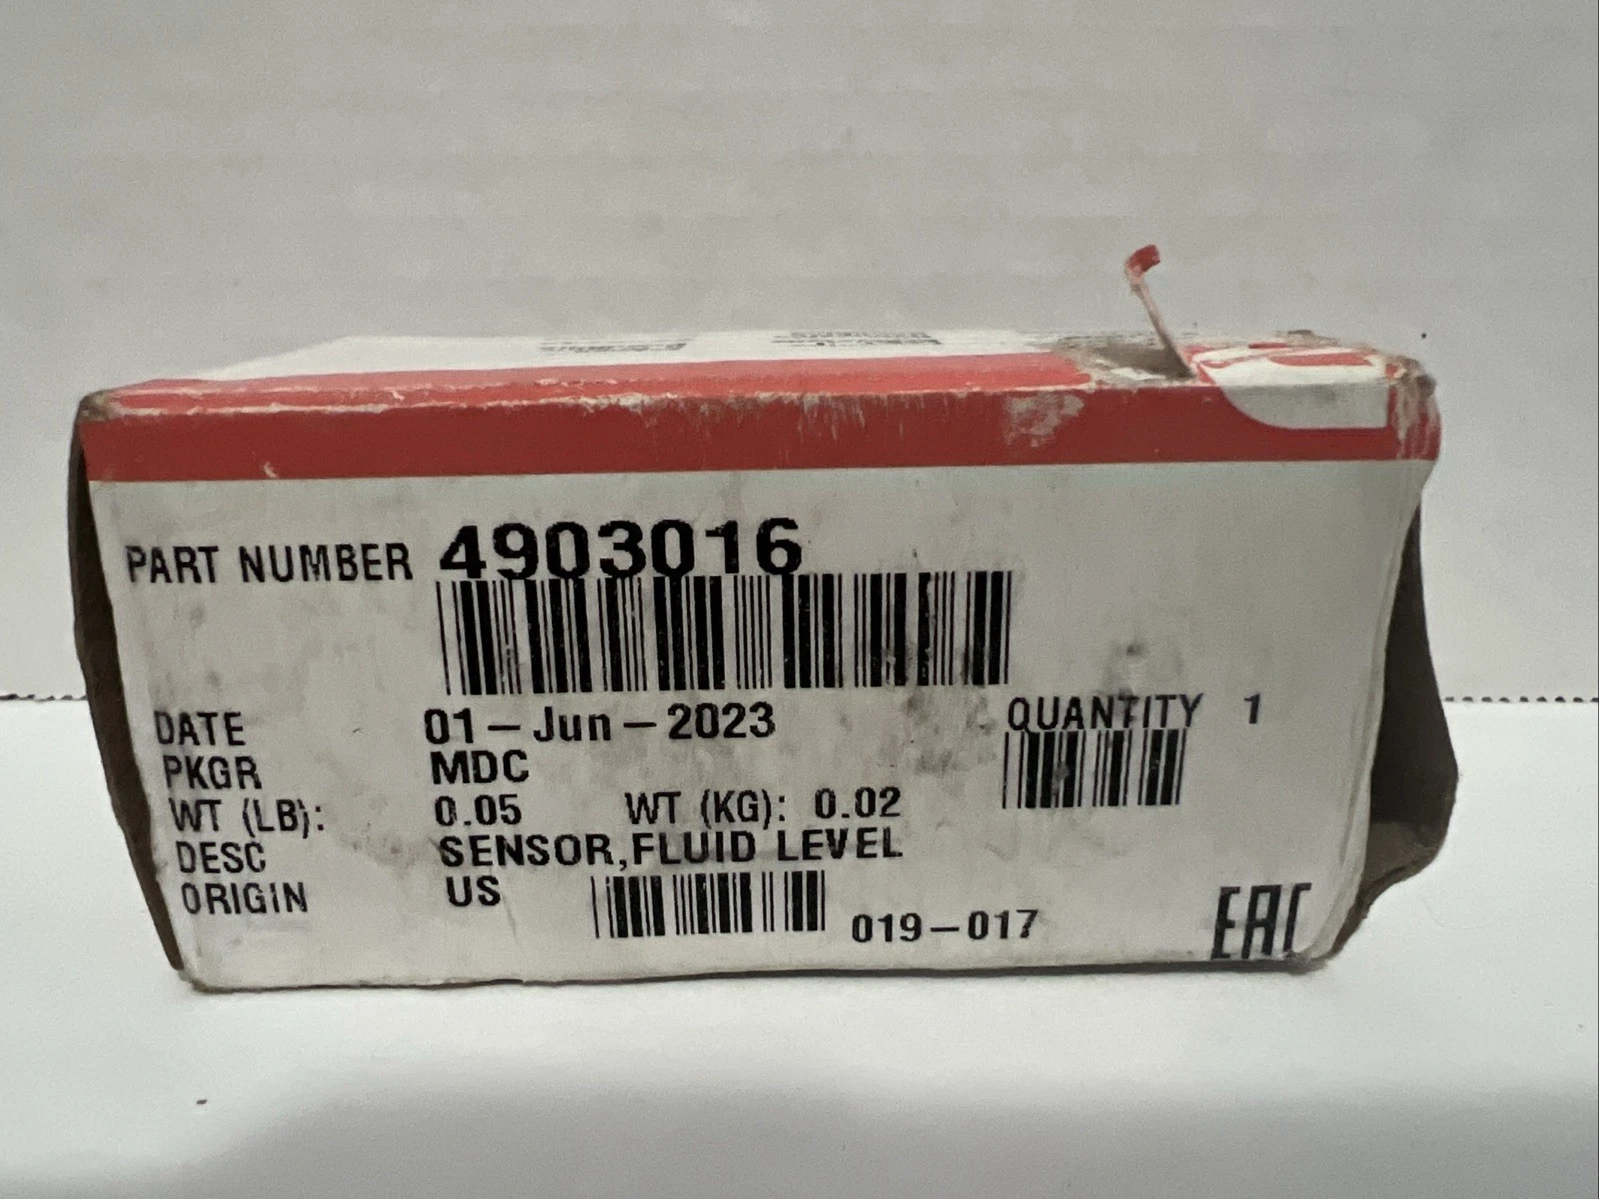 PART NUMBER 4903016
DATE 01-Jun-2023 QUANTITY 1
PKGR MDC
WT (LB): 0.05 WT (KG): 0.02
DESC SENSOR,FLUID LEVEL
ORIGIN US
019-017
EAC